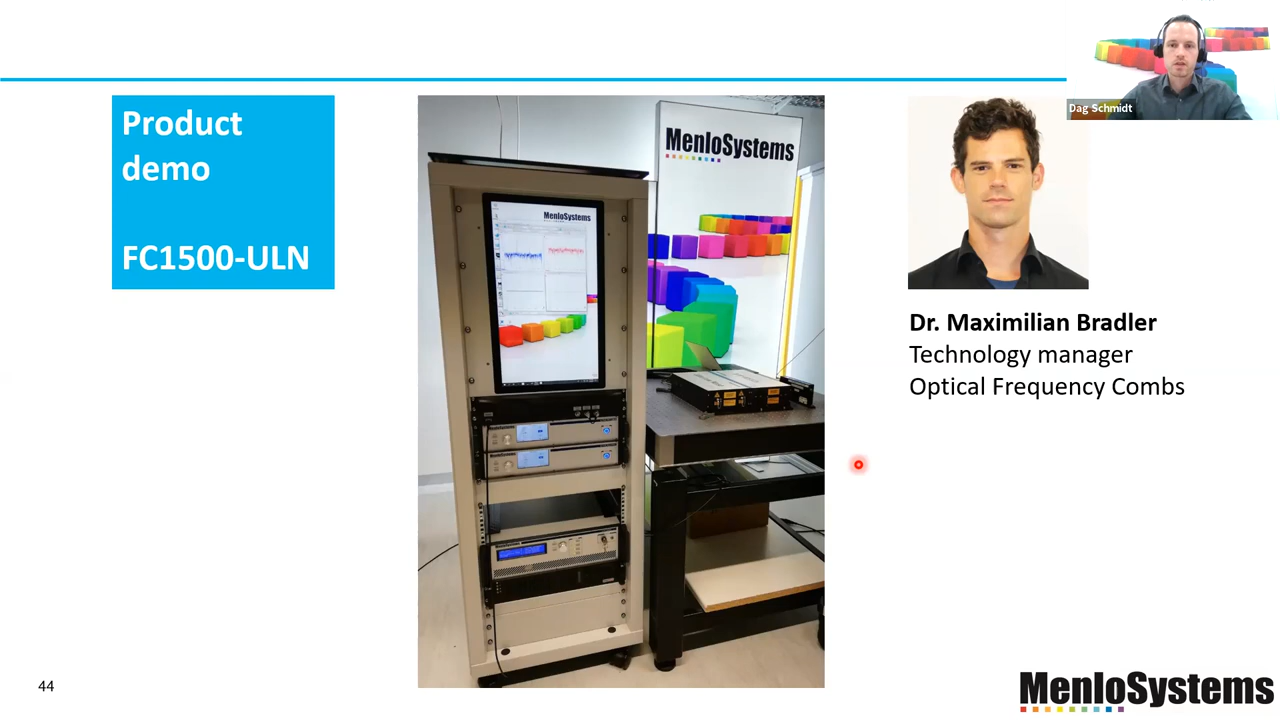 Product
demo
FC1500-ULN
MenloSystems
MenloSystems
Dag Schmidt
Dr. Maximilian Bradler
Technology manager
Optical Frequency Combs
44
MenloSystems